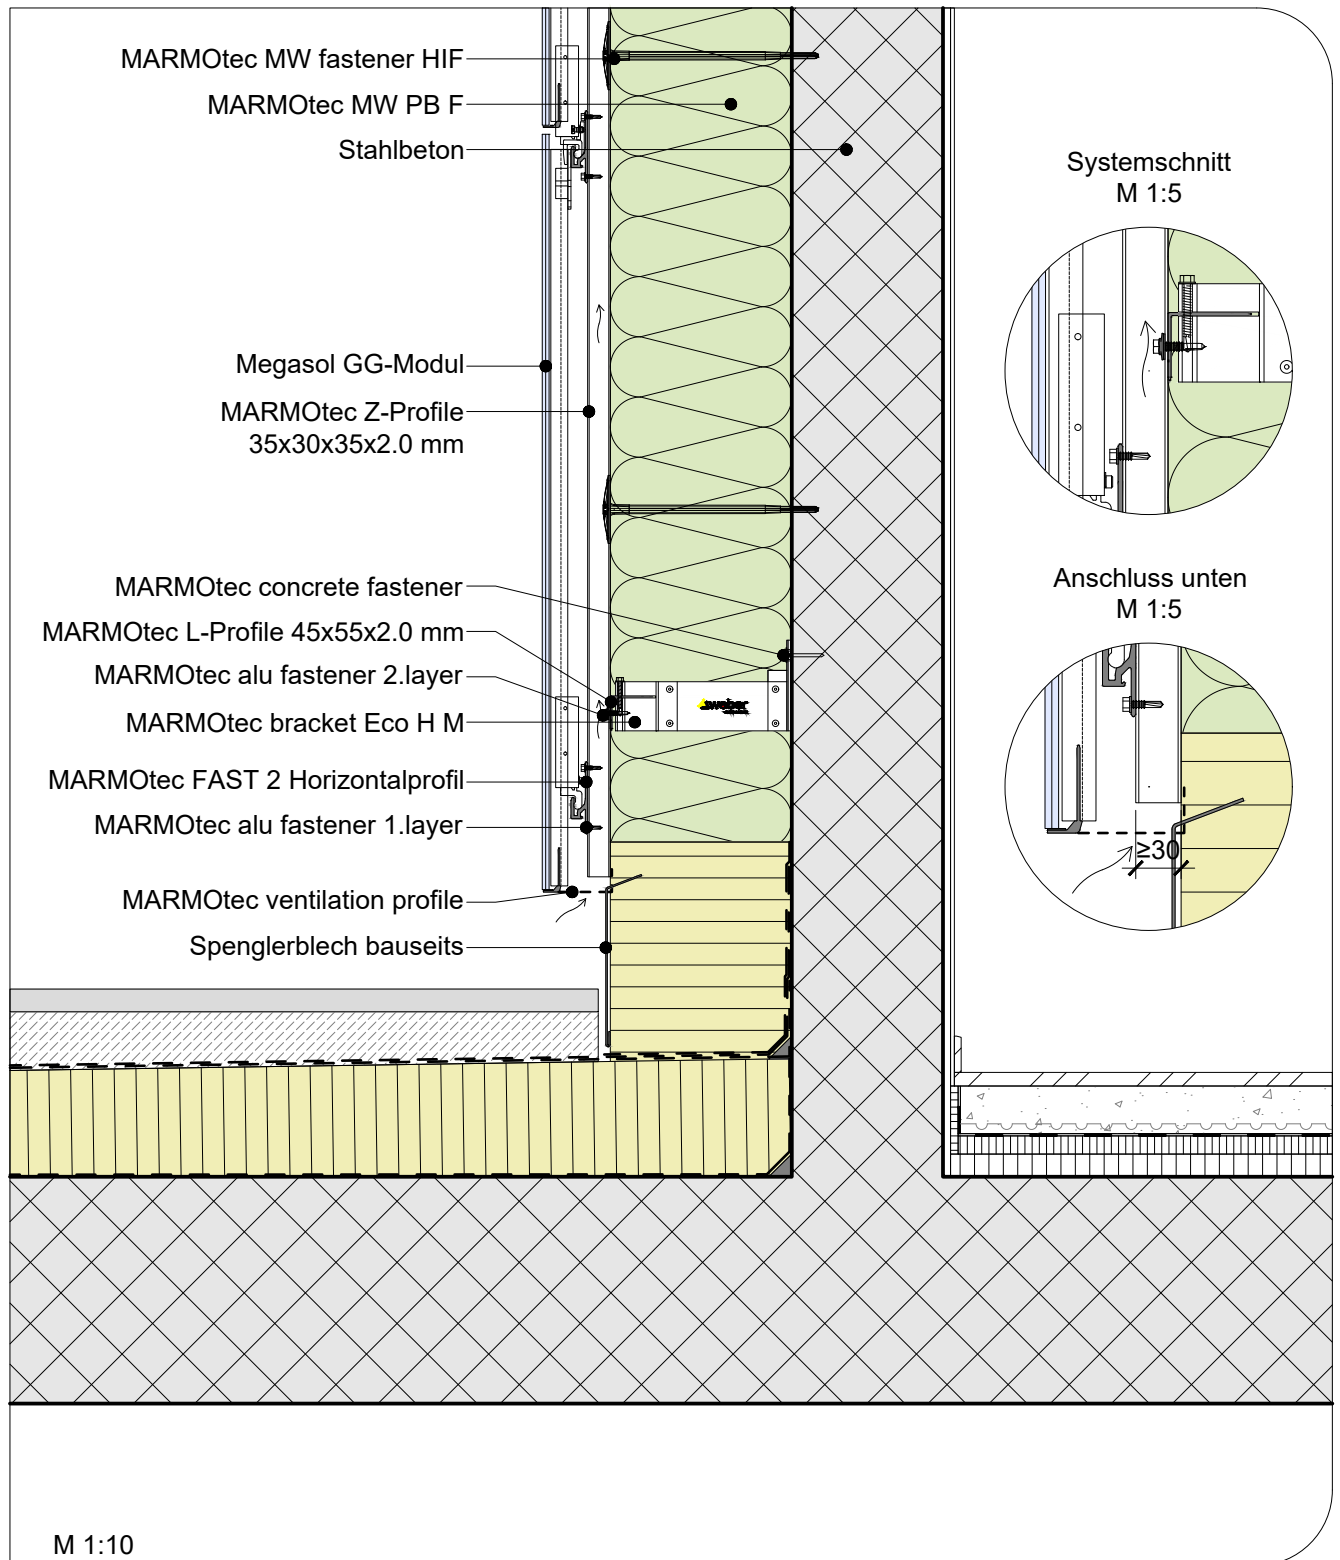 MARMOtec MW fastener HIF
MARMOtec MW PB F
Stahlbeton
Megasol GG-Modul
MARMOtec Z-Profile
35x30x35x2.0 mm
MARMOtec concrete fastener
MARMOtec L-Profile 45x55x2.0 mm
MARMOtec alu fastener 2.layer
MARMOtec bracket Eco H M
MARMOtec FAST 2 Horizontalprofil
MARMOtec alu fastener 1.layer
MARMOtec ventilation profile
Spenglerblech bauseits
weber
Systemschnitt
M 1:5
Anschluss unten
M 1:5
≥30
M 1:10